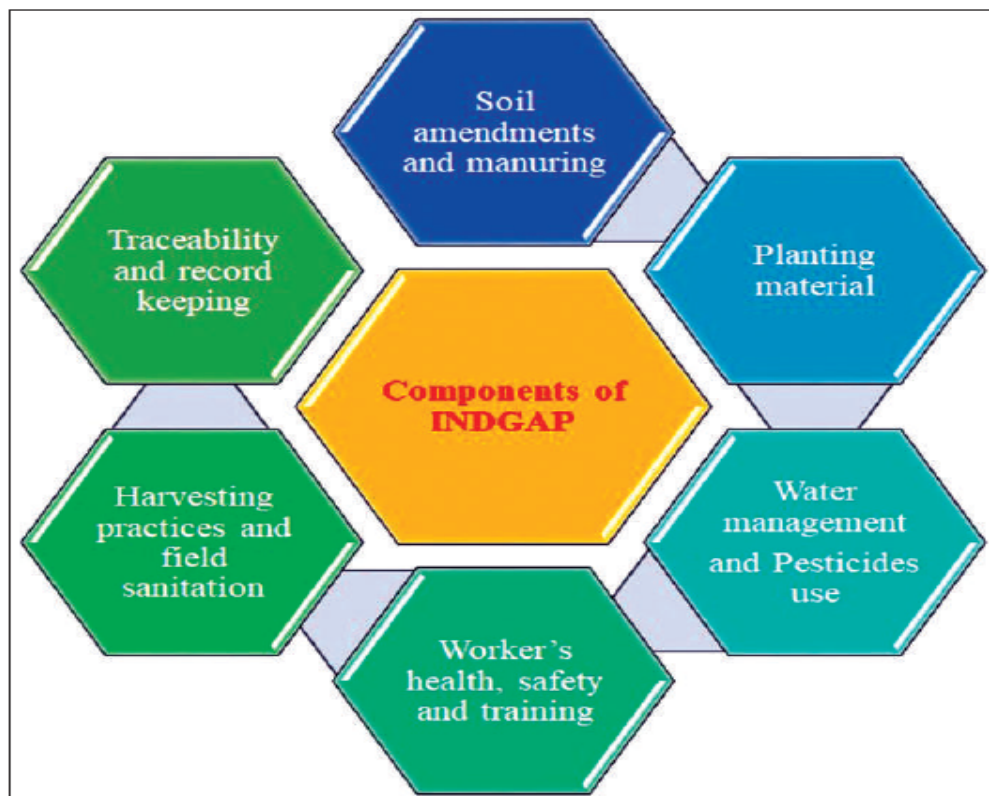 Soil
amendments
and manuring
Planting
material
Water
management
and Pesticides
use
Worker’s
health, safety
and training
Harvesting
practices and
field
sanitation
Traceability
and record
keeping
Components of
INDGAP